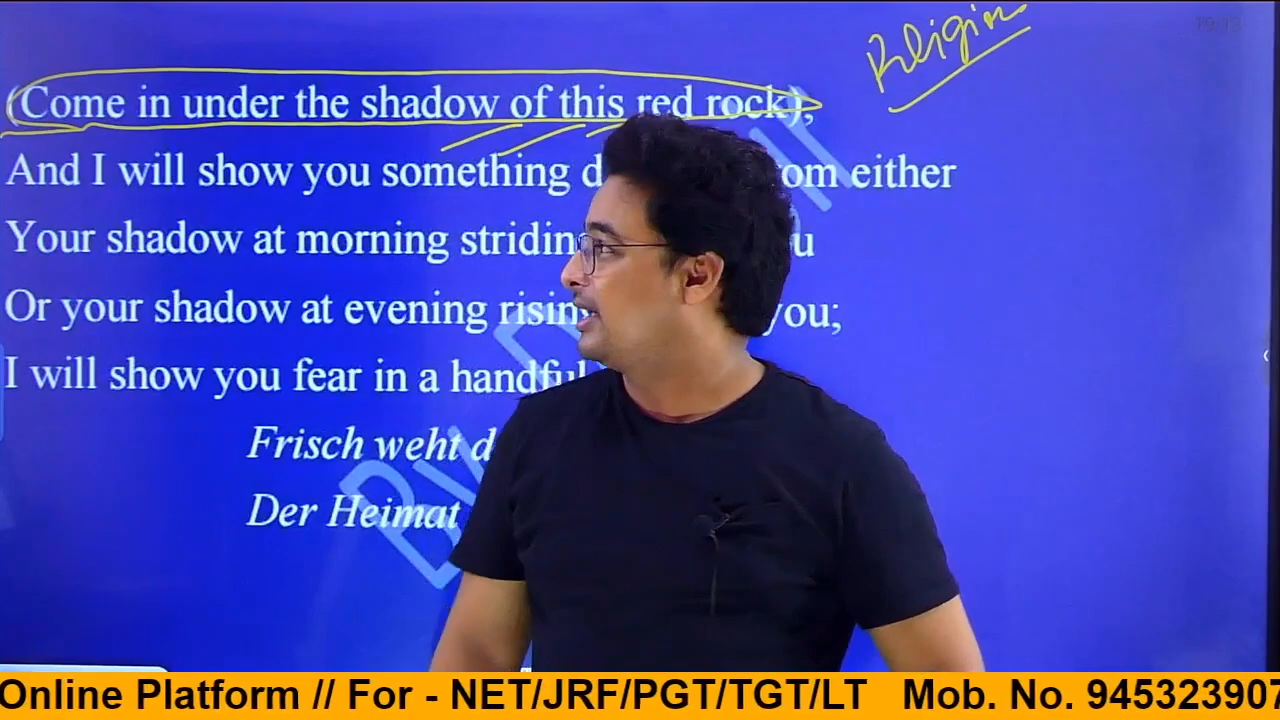 Religion
(Come in under the shadow of this red rock),
And I will show you something om either
Your shadow at morning striding u
Or your shadow at evening you;
I will show you fear in a handful
Frisch weht d
Der Heimat
By
Online Platform // For - NET/JRF/PGT/TGT/LT Mob. No. 945323907